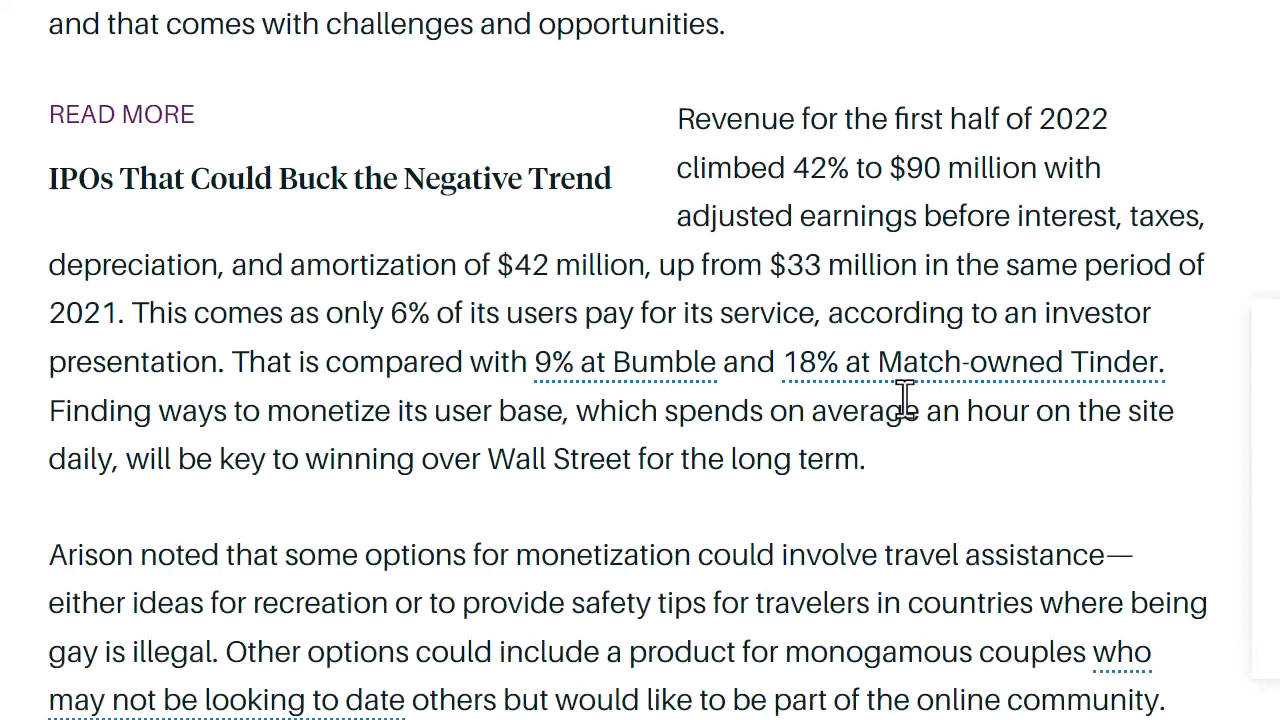 and that comes with challenges and opportunities.
READ MORE
IPOs That Could Buck the Negative Trend
Revenue for the first half of 2022
climbed 42% to $90 million with
adjusted earnings before interest, taxes,
depreciation, and amortization of $42 million, up from $33 million in the same period of
2021. This comes as only 6% of its users pay for its service, according to an investor
presentation. That is compared with 9% at Bumble and 18% at Match-owned Tinder.
Finding ways to monetize its user base, which spends on average an hour on the site
daily, will be key to winning over Wall Street for the long term.
Arison noted that some options for monetization could involve travel assistance—
either ideas for recreation or to provide safety tips for travelers in countries where being
gay is illegal. Other options could include a product for monogamous couples who
may not be looking to date others but would like to be part of the online community.